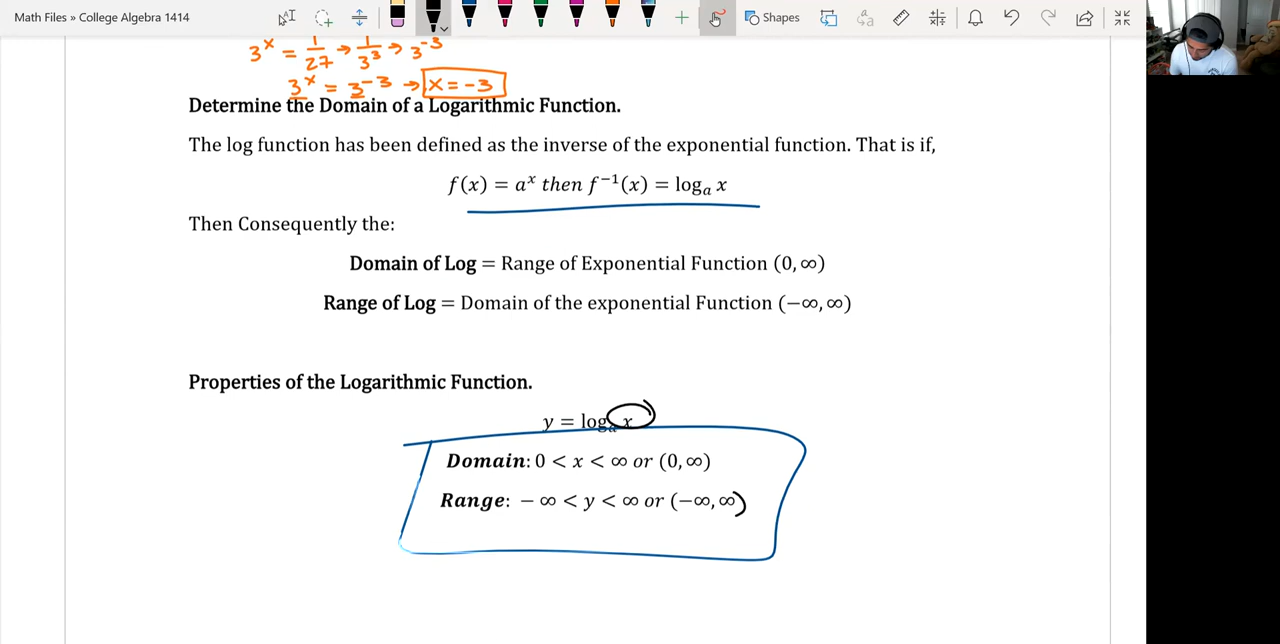 Math Files » College Algebra 1414
Shapes
3^x = 1/27 → 1/3^3 → 3^-3
3^x = 3^-3 → x = -3
Determine the Domain of a Logarithmic Function.
The log function has been defined as the inverse of the exponential function. That is if,
f(x) = a^x then f^−1(x) = log_a x
Then Consequently the:
Domain of Log = Range of Exponential Function (0, ∞)
Range of Log = Domain of the exponential Function (−∞, ∞)
Properties of the Logarithmic Function.
y = log_a x
Domain: 0 < x < ∞ or (0, ∞)
Range: − ∞ < y < ∞ or (−∞, ∞)